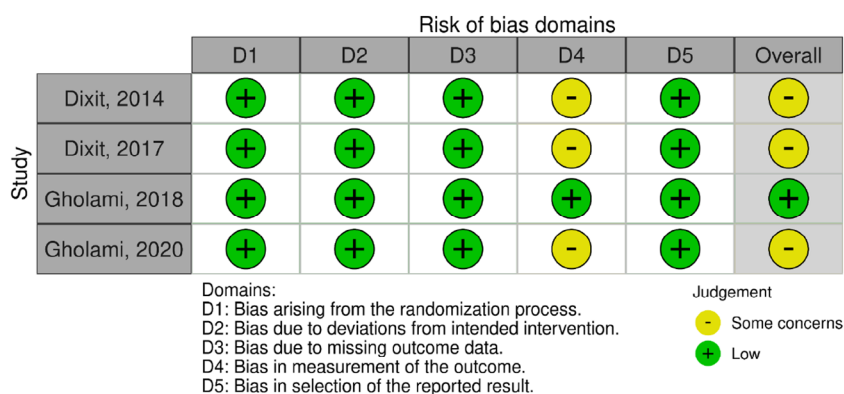 Risk of bias domains
D1 D2 D3 D4 D5 Overall
Study
Dixit, 2014 + + + - + -
Dixit, 2017 + + + - + -
Gholami, 2018 + + + + + +
Gholami, 2020 + + + - + -
Domains:
D1: Bias arising from the randomization process.
D2: Bias due to deviations from intended intervention.
D3: Bias due to missing outcome data.
D4: Bias in measurement of the outcome.
D5: Bias in selection of the reported result.
Judgement
- Some concerns
+ Low